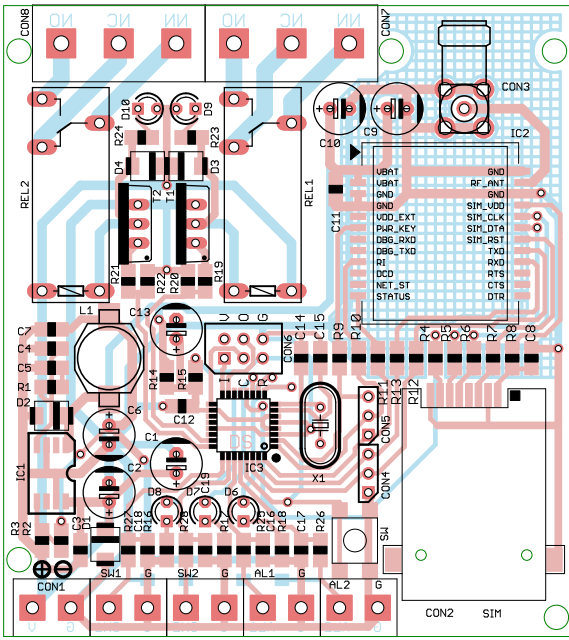 CON8
NO
NC
NN
NO
NC
NN
CON7
CON3
D10
D9
C10
C9
IC2
R24
R23
D4
D3
REL2
T2
T1
REL1
C11
VBAT
VBAT
GND
GND
VDD_EXT
PWR_KEY
DBG_RXD
DBG_TXD
RI
DCD
NET_ST
STATUS
GND
RF_ANT
GND
SIM_VDD
SIM_CLK
SIM_DTA
SIM_RST
TXD
RXD
RTS
CTS
DTR
R21
R22
R20
R19
L1
C13
V
O
G
C14
C15
R9
R10
R4
R5
R6
R7
R8
C8
C7
C4
C5
R1
CON6
I
C
R
R14
R15
R11
R13
R12
D2
C6
C12
C1
IC1
C2
IC3
X1
CON5
CON4
D8
D7
C19
D6
R3
R2
C3
D1
R27
C18
R16
R28
R25
C16
R18
C17
R26
SW
CON1
SW1
G
SW2
G
AL1
G
AL2
G
CON2
SIM
V
G